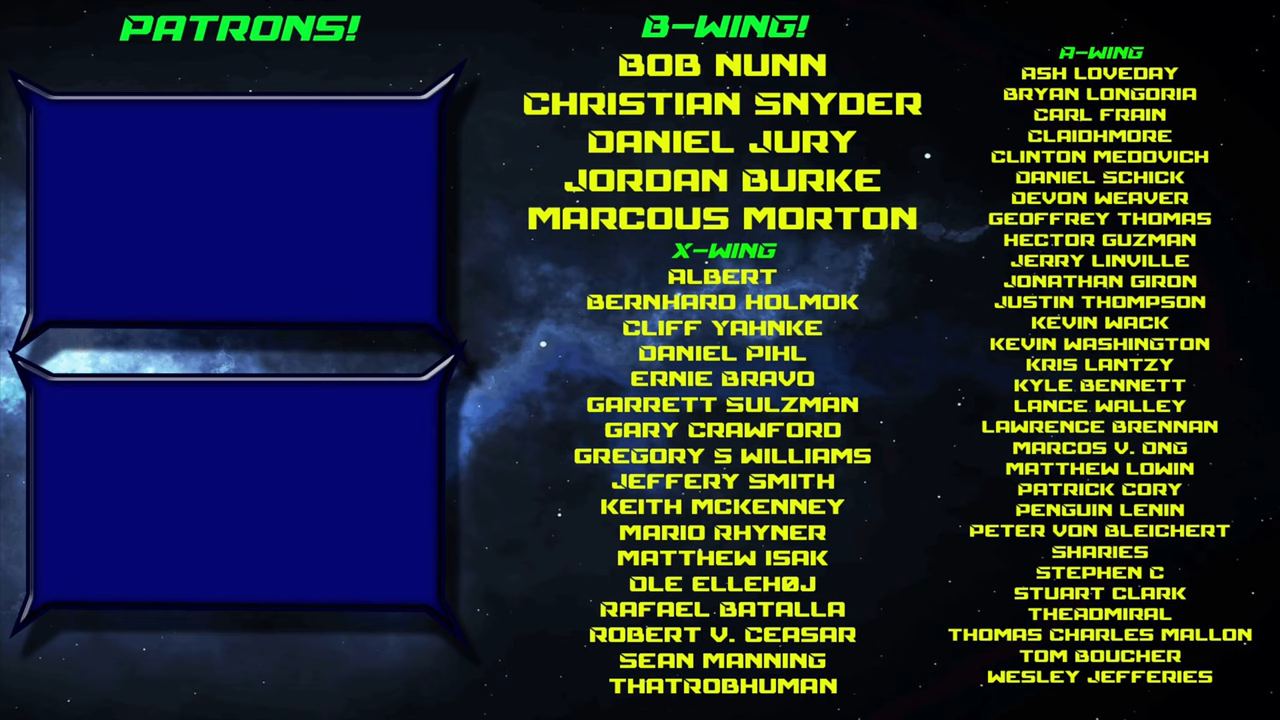 PATRONS!
B-WING!
BOB NUNN
CHRISTIAN SNYDER
DANIEL JURY
JORDAN BURKE
MARCOUS MORTON
X-WING
ALBERT
BERNHARD HOLMOK
CLIFF YAHNKE
DANIEL PIHL
ERNIE BRAVO
GARRETT SULZMAN
GARY CRAWFORD
GREGORY S WILLIAMS
JEFFERY SMITH
KEITH MCKENNEY
MARIO RHYNER
MATTHEW ISAK
OLE ELLEHØJ
RAFAEL BATALLA
ROBERT V. CEASAR
SEAN MANNING
THATROBHUMAN
A-WING
ASH LOVEDAY
BRYAN LONGORIA
CARL FRAIN
CLAIDHMORE
CLINTON MEDOVICH
DANIEL SCHICK
DEVON WEAVER
GEOFFREY THOMAS
HECTOR GUZMAN
JERRY LINVILLE
JONATHAN GIRON
JUSTIN THOMPSON
KEVIN WACK
KEVIN WASHINGTON
KRIS LANTZY
KYLE BENNETT
LANCE WALLEY
LAWRENCE BRENNAN
MARCOS V. ONG
MATTHEW LOWIN
PATRICK CORY
PENGUIN LENIN
PETER VON BLEICHERT
SHARIES
STEPHEN C
STUART CLARK
THEADMIRAL
THOMAS CHARLES MALLON
TOM BOUCHER
WESLEY JEFFERIES